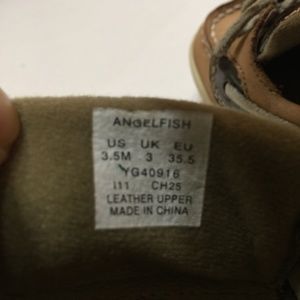 ANGELFISH
US UK EU
3.5M 3 35.5
YG40916
I11 CH25
LEATHER UPPER
MADE IN CHINA